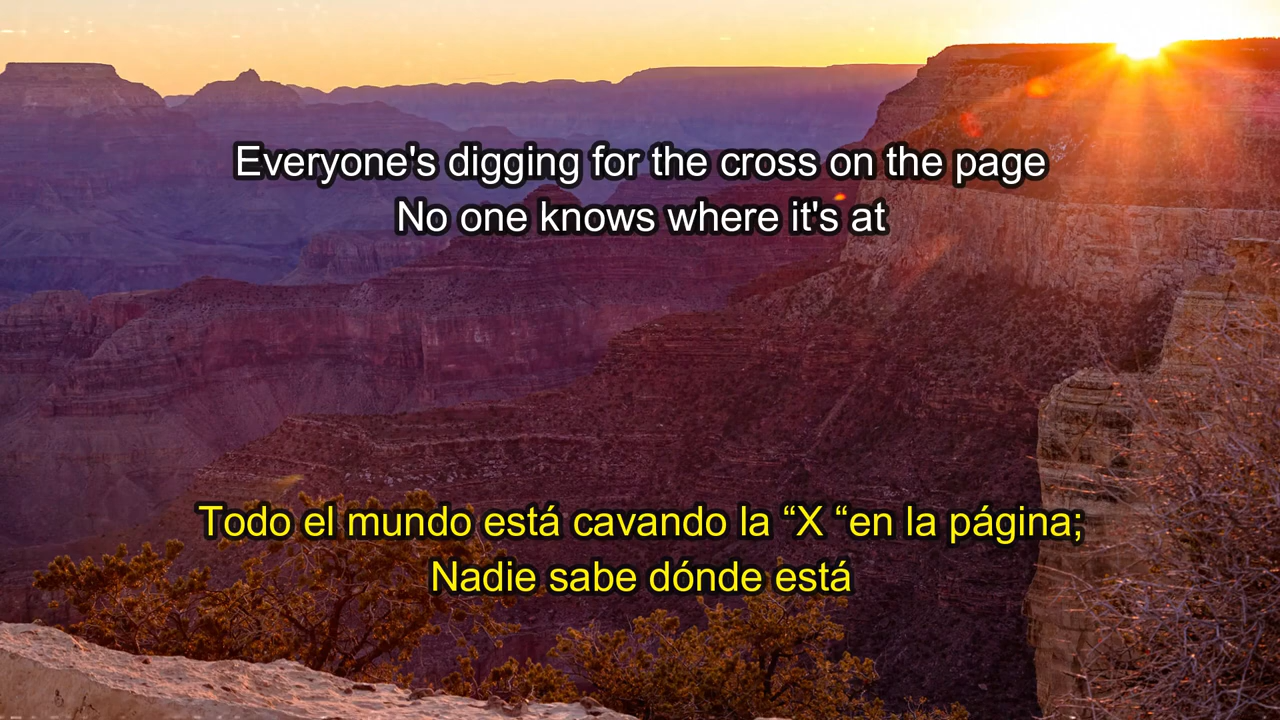 Everyone's digging for the cross on the page
No one knows where it's at
Todo el mundo está cavando la “X “en la página;
Nadie sabe dónde está